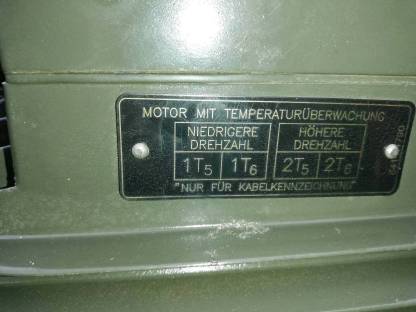 MOTOR MIT TEMPERATURÜBERWACHUNG
NIEDRIGERE HÖHERE
DREHZAHL DREHZAHL
1T5 1T6 2T5 2T6
"NUR FÜR KABELKENNZEICHNUNG"